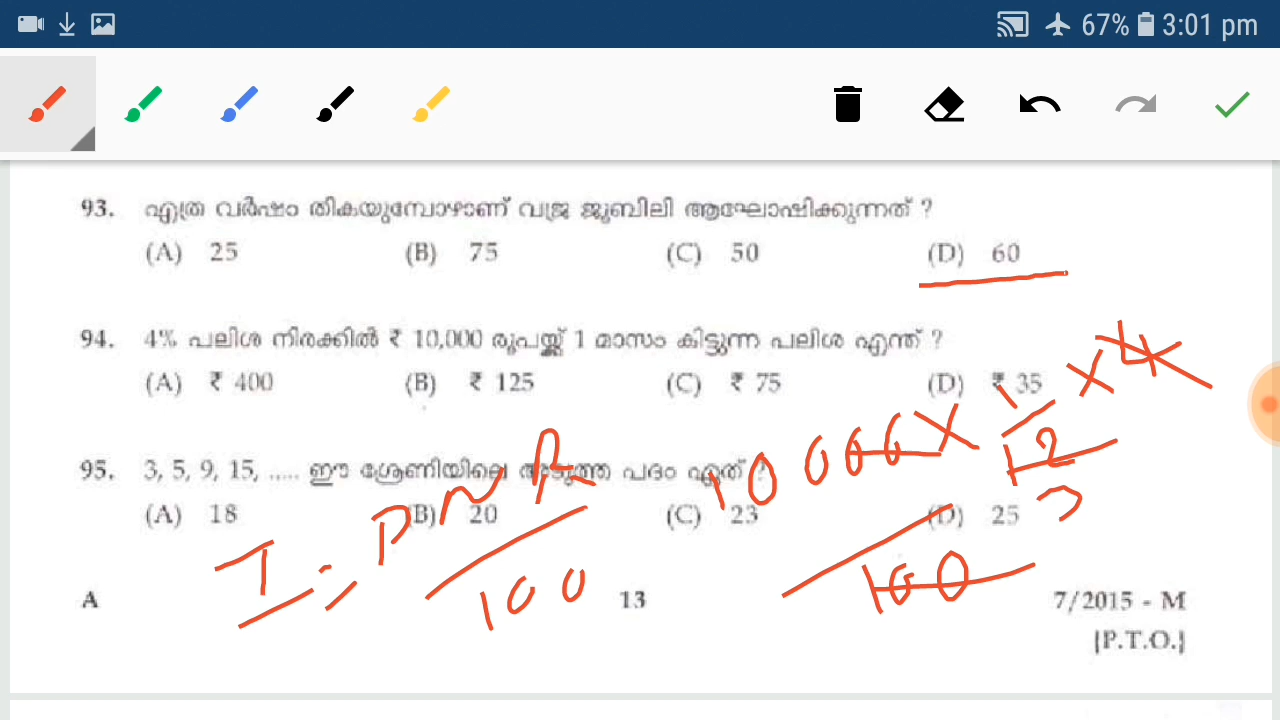 67% 3:01 pm
93. എത്ര വർഷം തികയുമ്പോഴാണ് വജ്ര ജൂബിലി ആഘോഷിക്കുന്നത് ?
(A) 25 (B) 75 (C) 50 (D) 60
94. 4% പലിശ നിരക്കിൽ ₹ 10,000 രൂപയ്ക്ക് 1 മാസം കിട്ടുന്ന പലിശ എന്ത് ?
(A) ₹ 400 (B) ₹ 125 (C) ₹ 75 (D) ₹ 35
10000 X 1/12 X 4
3
100
95. 3, 5, 9, 15, ..... ഈ ശ്രേണിയിലെ അടുത്ത പദം ഏത് ?
(A) 18 (B) 20 (C) 23 (D) 25
I = PNR
100
A 13 7/2015 - M
{P.T.O.}